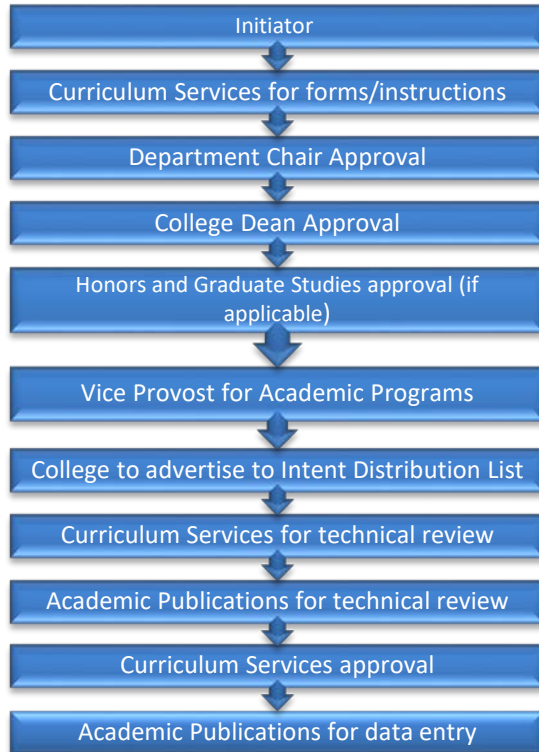 Initiator
Curriculum Services for forms/instructions
Department Chair Approval
College Dean Approval
Honors and Graduate Studies approval (if
applicable)
Vice Provost for Academic Programs
College to advertise to Intent Distribution List
Curriculum Services for technical review
Academic Publications for technical review
Curriculum Services approval
Academic Publications for data entry